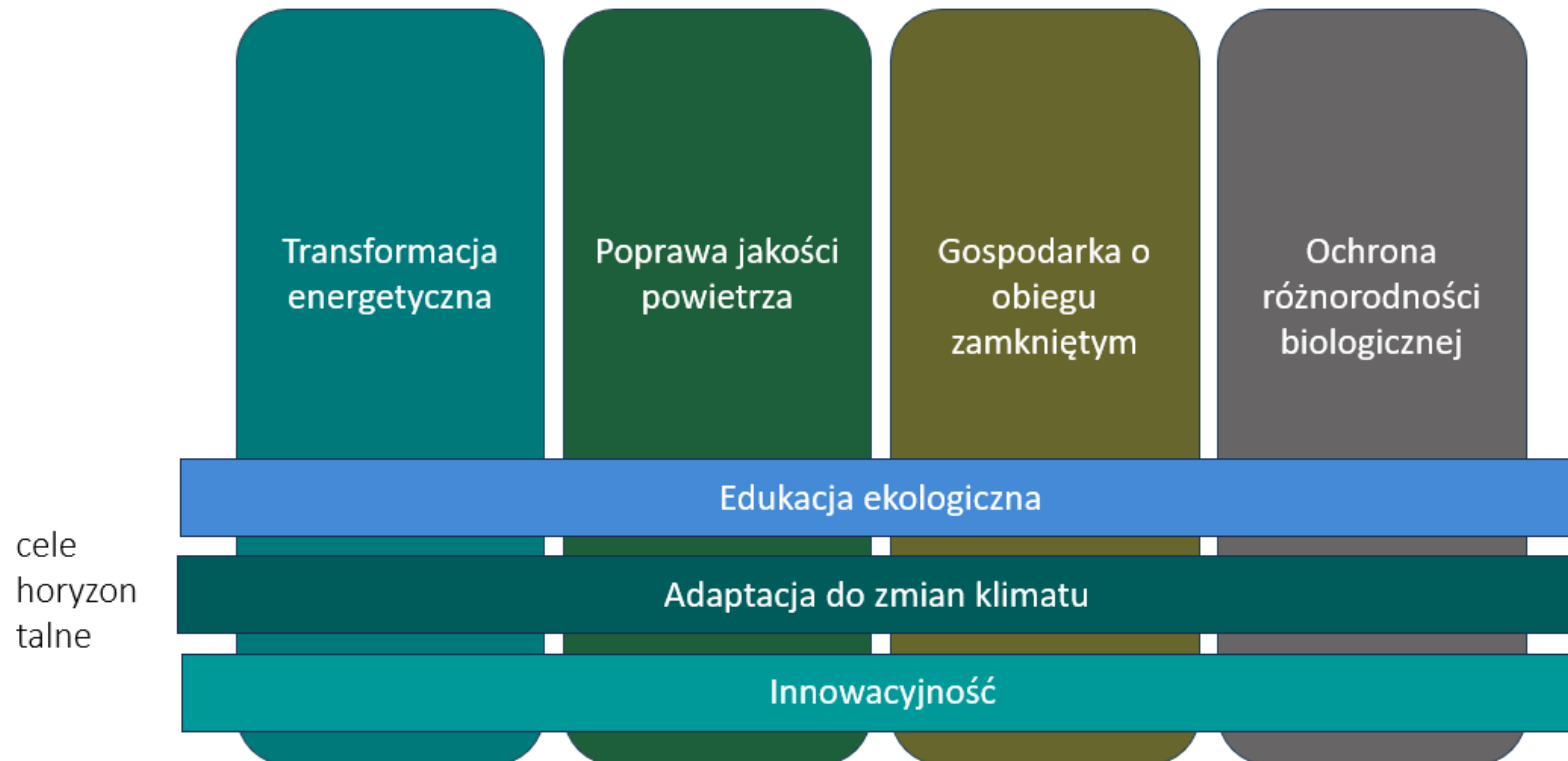 Transformacja
energetyczna
Poprawa jakości
powietrza
Gospodarka o
obiegu
zamkniętym
Ochrona
różnorodności
biologicznej
Edukacja ekologiczna
cele
horyzon
talne
Adaptacja do zmian klimatu
Innowacyjność